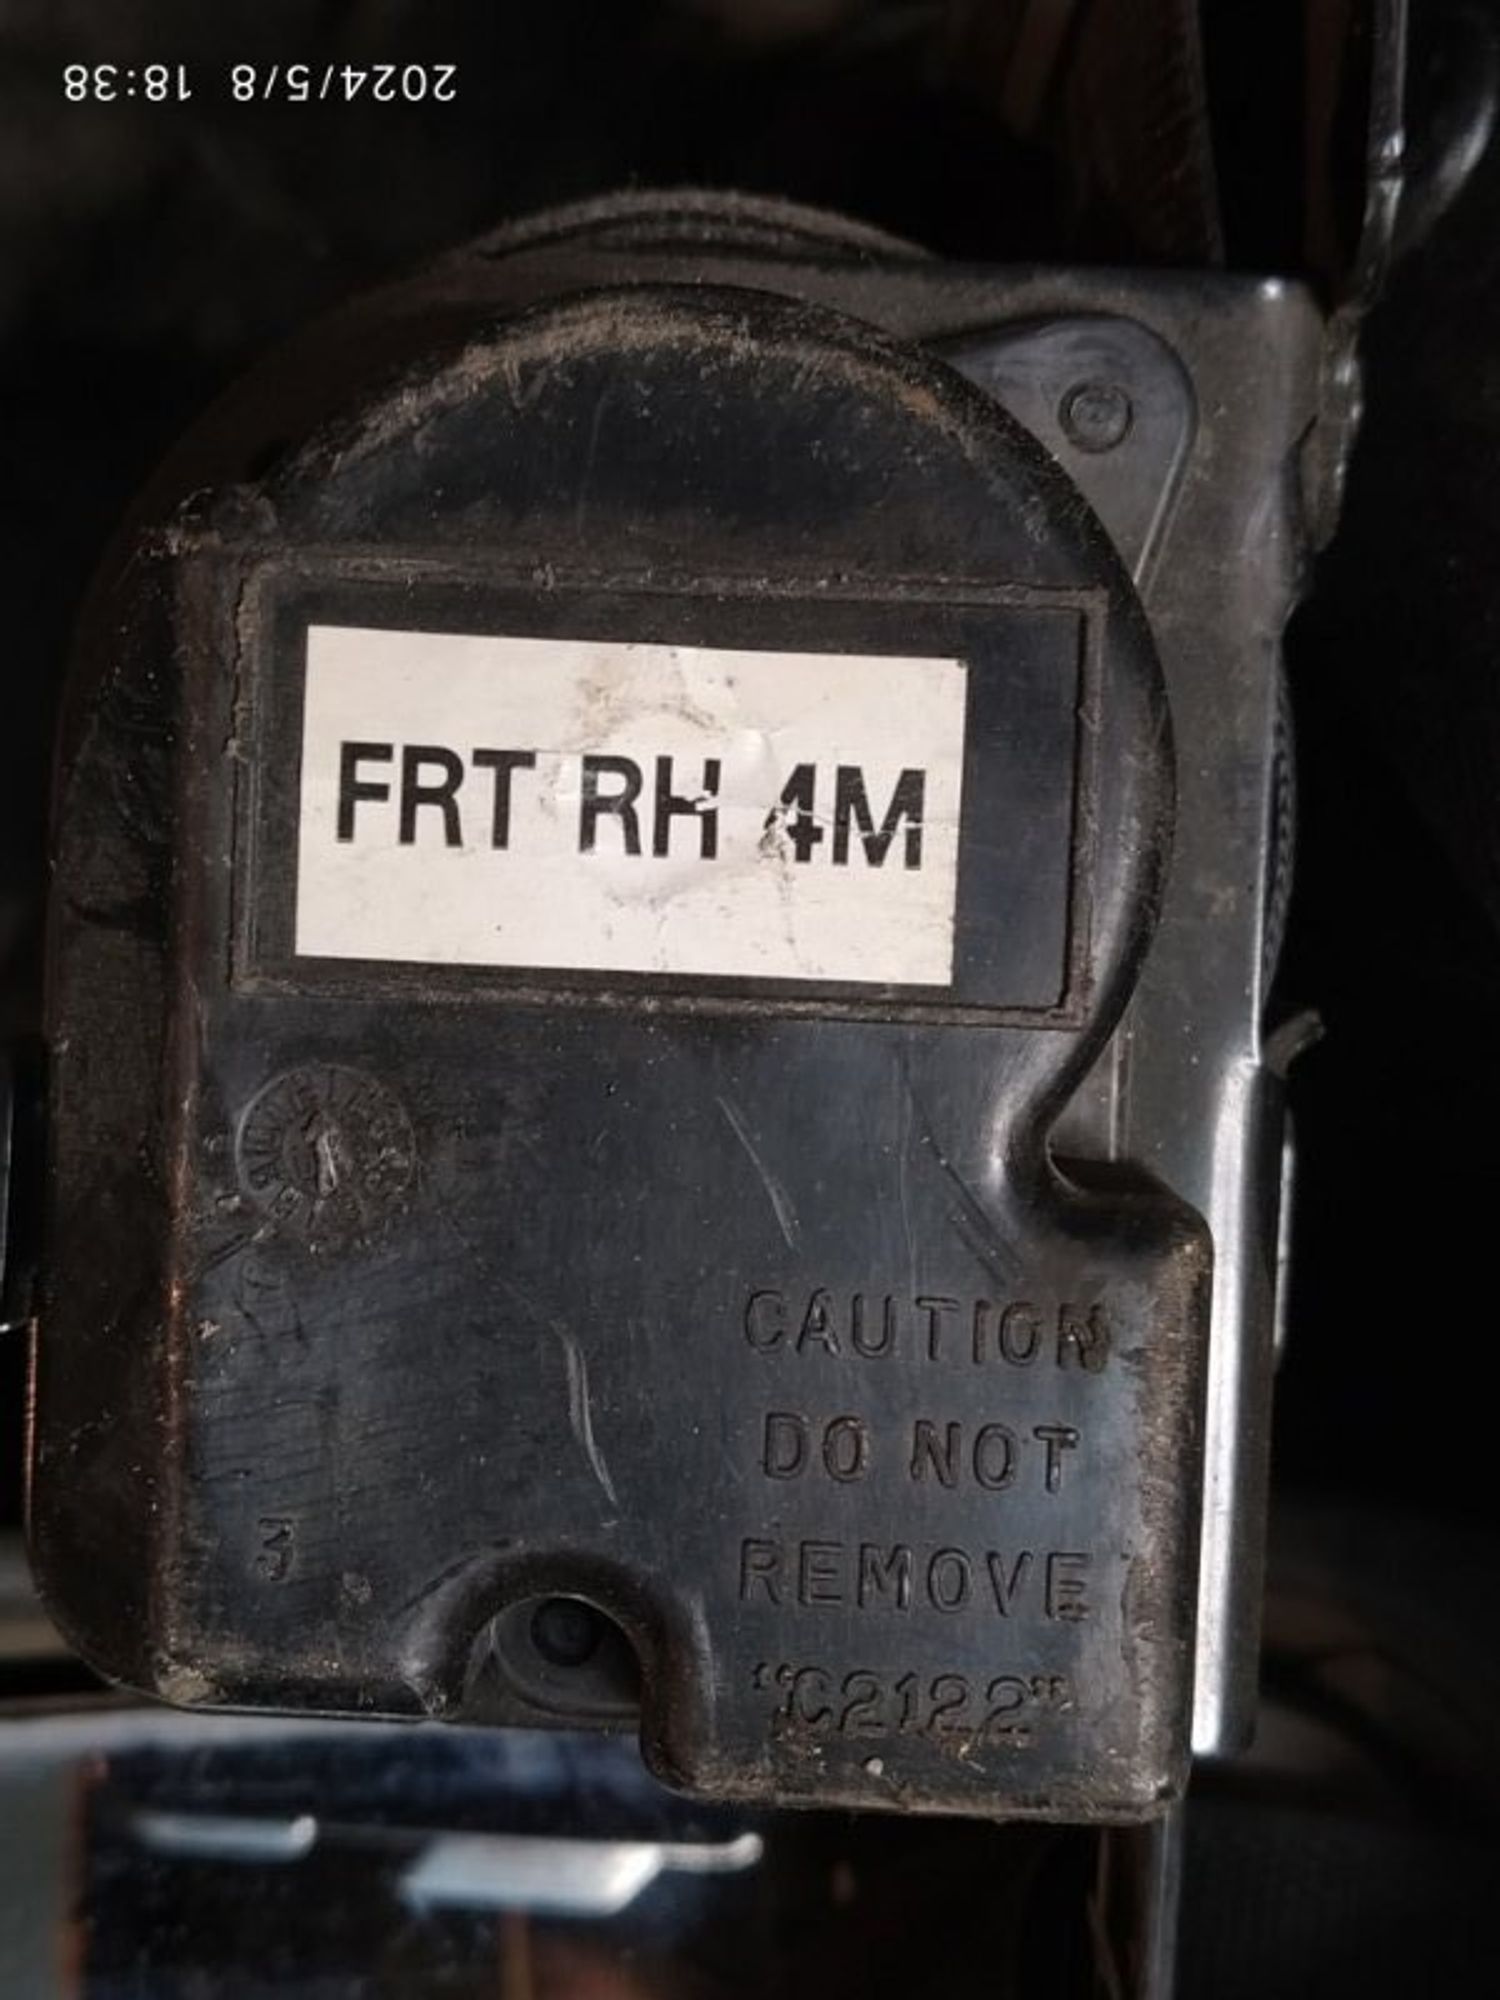 2024/5/8 18:38
FRT RH 4M
CAUTION
DO NOT
REMOVE
"C2122"
3